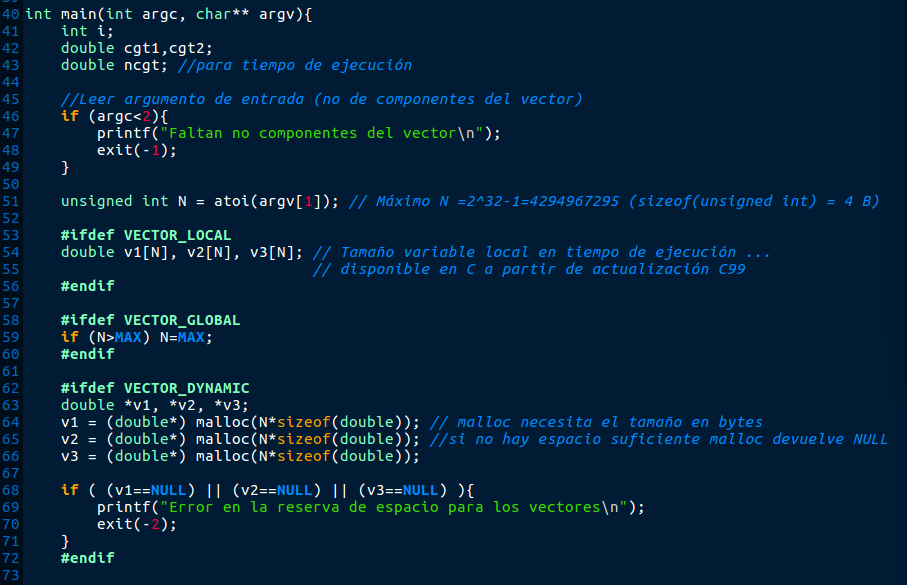 40 int main(int argc, char** argv){
41     int i;
42     double cgt1,cgt2;
43     double ncgt; //para tiempo de ejecución
44
45     //Leer argumento de entrada (no de componentes del vector)
46     if (argc<2){
47         printf("Faltan no componentes del vector\n");
48         exit(-1);
49     }
50
51     unsigned int N = atoi(argv[1]); // Máximo N =2^32-1=4294967295 (sizeof(unsigned int) = 4 B)
52
53     #ifdef VECTOR_LOCAL
54     double v1[N], v2[N], v3[N]; // Tamaño variable local en tiempo de ejecución ...
55                                 // disponible en C a partir de actualización C99
56     #endif
57
58     #ifdef VECTOR_GLOBAL
59     if (N>MAX) N=MAX;
60     #endif
61
62     #ifdef VECTOR_DYNAMIC
63     double *v1, *v2, *v3;
64     v1 = (double*) malloc(N*sizeof(double)); // malloc necesita el tamaño en bytes
65     v2 = (double*) malloc(N*sizeof(double)); //si no hay espacio suficiente malloc devuelve NULL
66     v3 = (double*) malloc(N*sizeof(double));
67
68     if ( (v1==NULL) || (v2==NULL) || (v3==NULL) ){
69         printf("Error en la reserva de espacio para los vectores\n");
70         exit(-2);
71     }
72     #endif
73